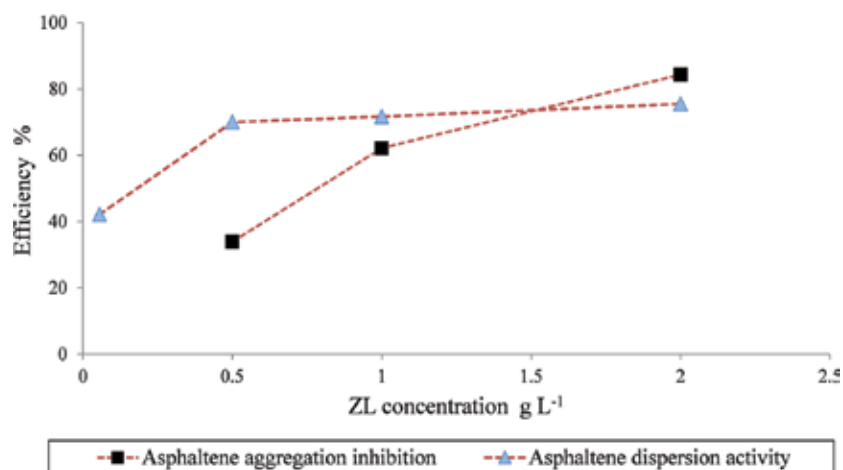 100
80
60
40
20
0
Efficiency %
0 0.5 1 1.5 2 2.5
ZL concentration g L⁻¹
Asphaltene aggregation inhibition Asphaltene dispersion activity